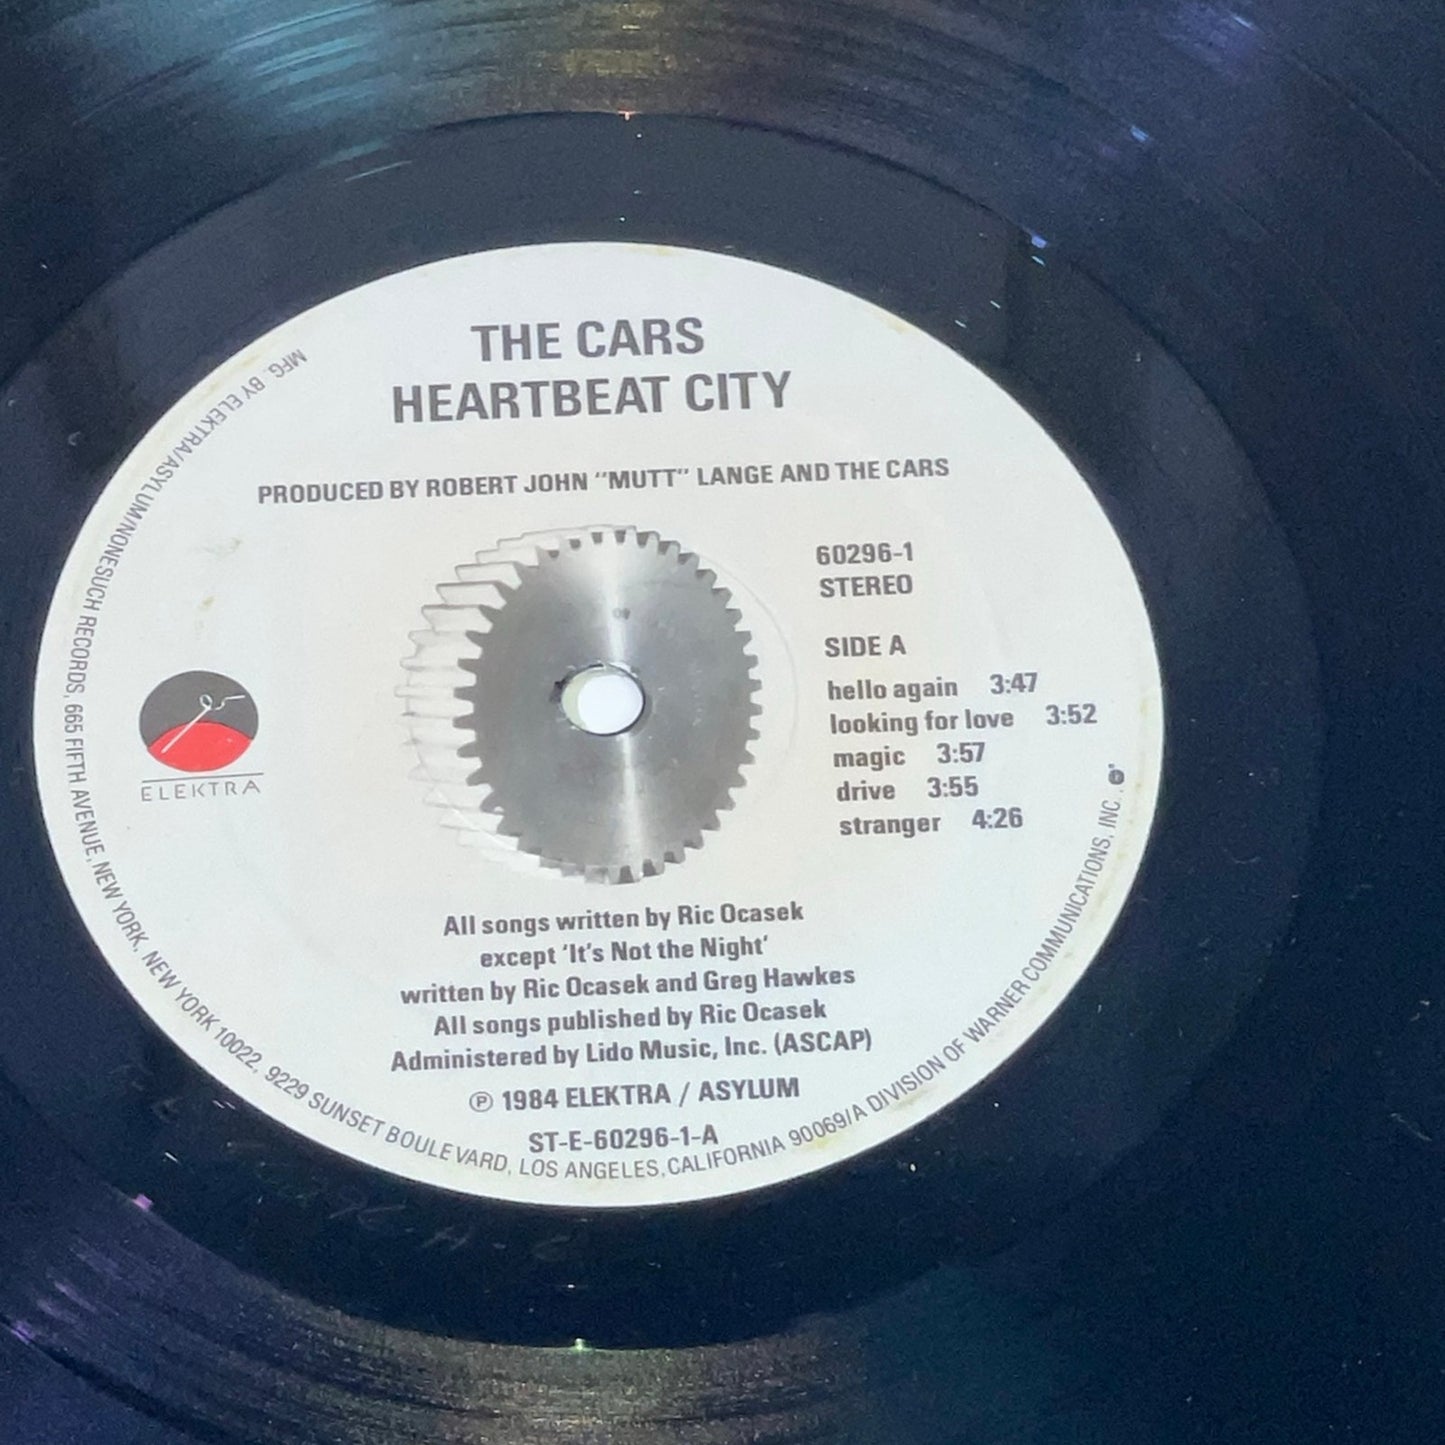 THE CARS
HEARTBEAT CITY
PRODUCED BY ROBERT JOHN "MUTT" LANGE AND THE CARS
60296-1
STEREO
SIDE A
hello again 3:47
looking for love 3:52
magic 3:57
drive 3:55
stranger 4:26
ELEKTRA
All songs written by Ric Ocasek
except ‘It's Not the Night’
written by Ric Ocasek and Greg Hawkes
All songs published by Ric Ocasek
Administered by Lido Music, Inc. (ASCAP)
℗ 1984 ELEKTRA / ASYLUM
ST-E-60296-1-A
MFG. BY ELEKTRA/ASYLUM/NONESUCH RECORDS, 665 FIFTH AVENUE, NEW YORK, NEW YORK 10022, 9229 SUNSET BOULEVARD, LOS ANGELES, CALIFORNIA 90069/A DIVISION OF WARNER COMMUNICATIONS, INC.